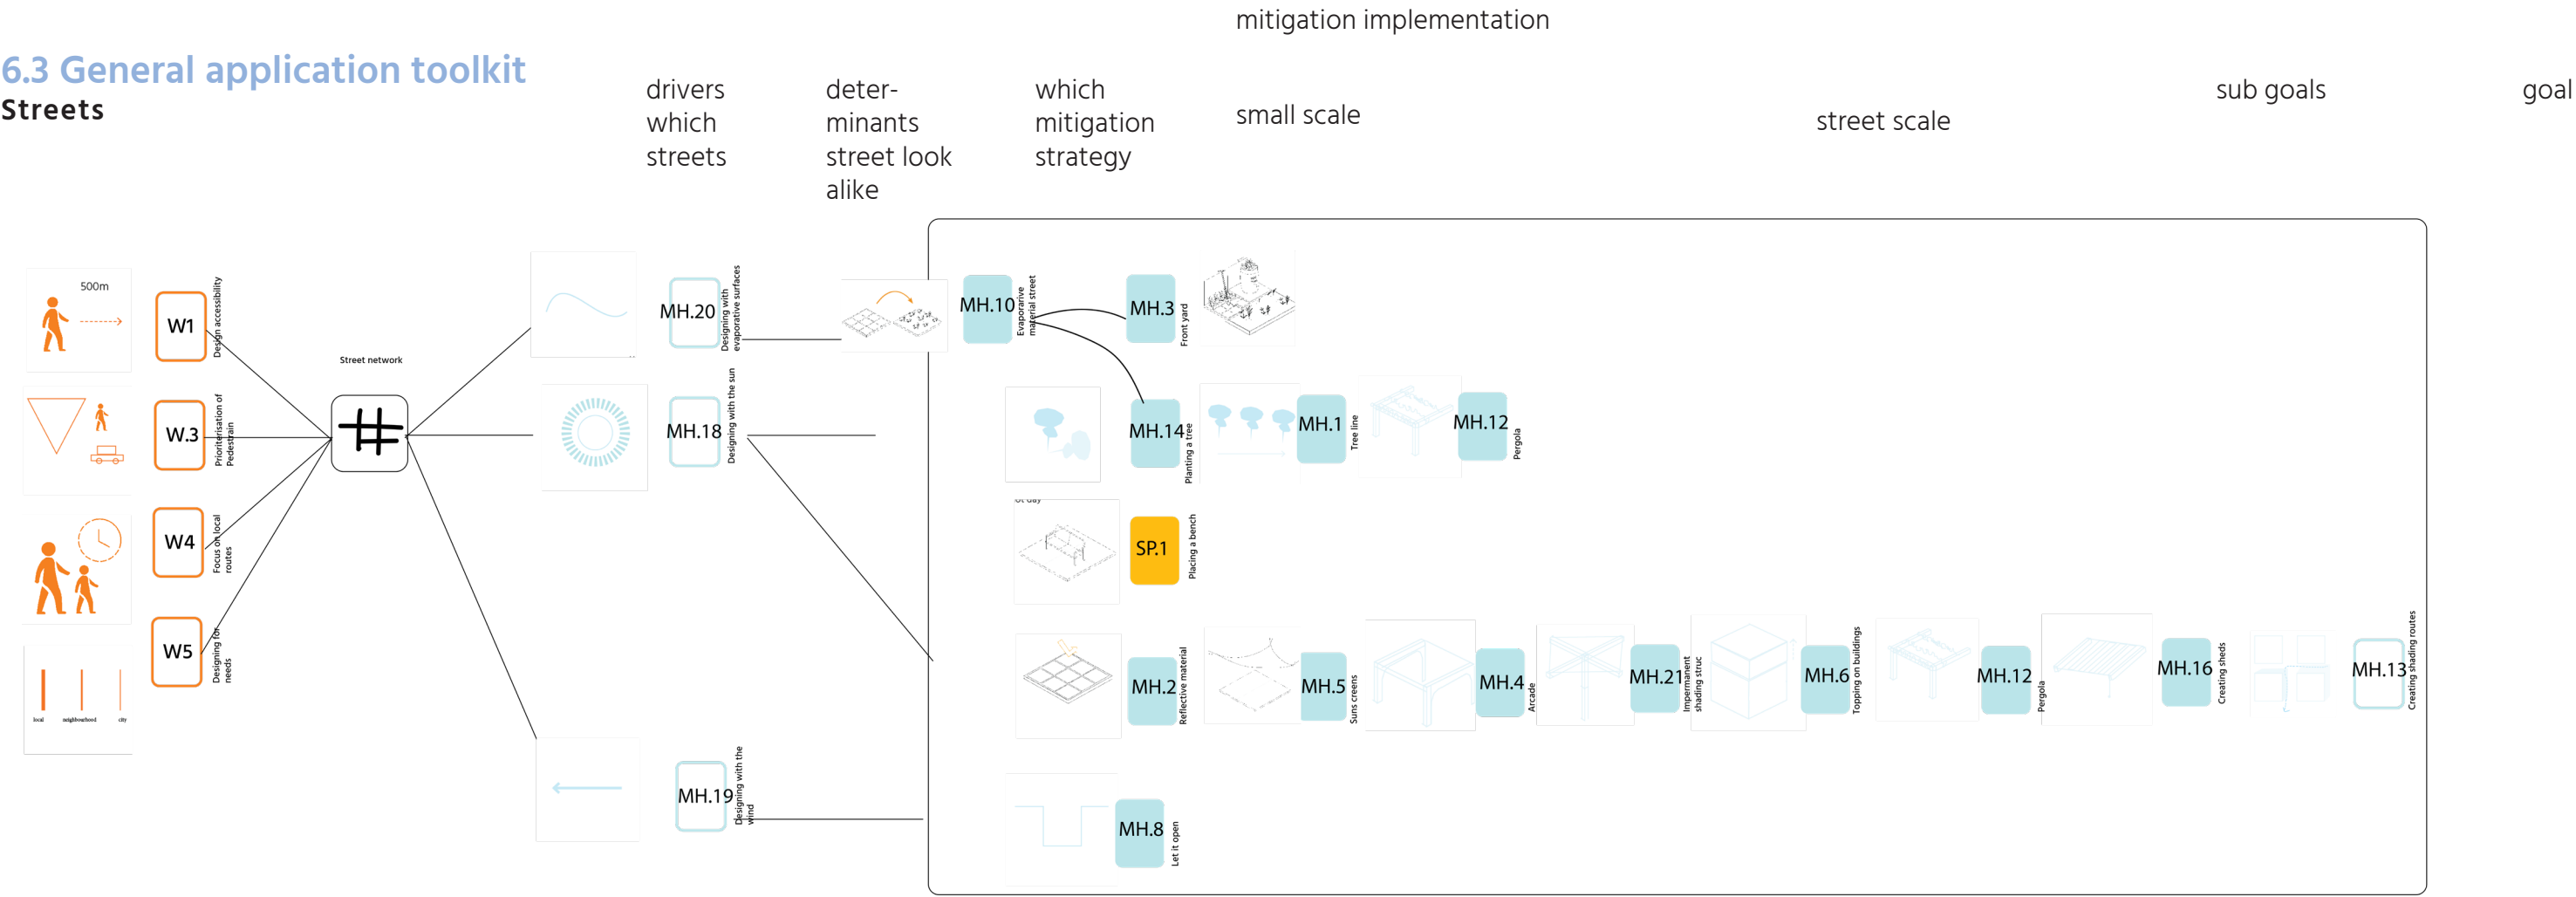 mitigation implementation
6.3 General application toolkit
Streets
drivers
which
streets
deter-
minants
street look
alike
which
mitigation
strategy
small scale
street scale
sub goals
goal
500m
W1
Design accessibility
W.3
Prioriterisation of
Pedestrain
W4
Focus on local
routes
W5
Designing for
needs
local
neighbourhood
city
Street network
MH.20
Designing with
evaporative surfaces
MH.18
Designing with the sun
MH.19
Designing with the
wind
MH.10
Evaporarive
material street
MH.3
Front yard
MH.14
Planting a tree
MH.1
Tree line
MH.12
Pergola
SP.1
Placing a bench
MH.2
Reflective material
MH.5
Suns creens
MH.4
Arcade
MH.21
Impermanent
shading struc
MH.6
Topping on buildings
MH.12
Pergola
MH.16
Creating sheds
MH.13
Creating shading routes
MH.8
Let it open